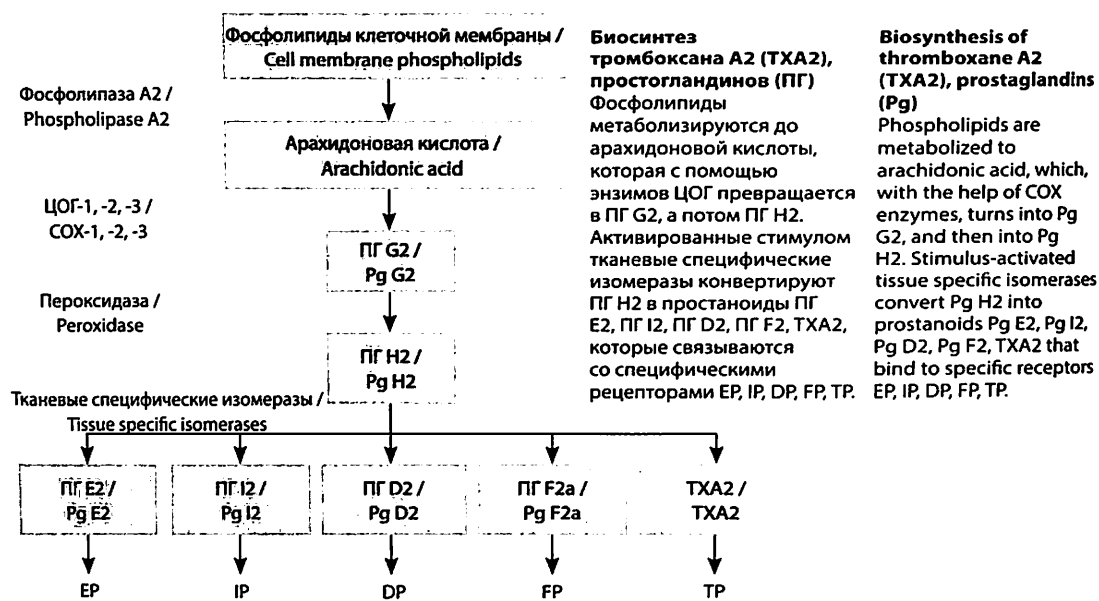 Фосфолипиды клеточной мембраны /
Cell membrane phospholipids
Фосфолипаза А2 /
Phospholipase A2
Арахидоновая кислота /
Arachidonic acid
ЦОГ-1, -2, -3 /
COX-1, -2, -3
ПГ G2 /
Pg G2
Пероксидаза /
Peroxidase
ПГ H2 /
Pg H2
Тканевые специфические изомеразы /
Tissue specific isomerases
ПГ E2 /
Pg E2
ПГ I2 /
Pg I2
ПГ D2 /
Pg D2
ПГ F2a /
Pg F2a
TXA2 /
TXA2
EP
IP
DP
FP
TP
Биосинтез
тромбоксана А2 (TXA2),
простогландинов (ПГ)
Фосфолипиды
метаболизируются до
арахидоновой кислоты,
которая с помощью
энзимов ЦОГ превращается
в ПГ G2, а потом ПГ H2.
Активированные стимулом
тканевые специфические
изомеразы конвертируют
ПГ H2 в простаноиды ПГ
E2, ПГ I2, ПГ D2, ПГ F2, TXA2,
которые связываются
со специфическими
рецепторами EP, IP, DP, FP, TP.
Biosynthesis of
thromboxane A2
(TXA2), prostaglandins
(Pg)
Phospholipids are
metabolized to
arachidonic acid, which,
with the help of COX
enzymes, turns into Pg
G2, and then into Pg
H2. Stimulus-activated
tissue specific isomerases
convert Pg H2 into
prostanoids Pg E2, Pg I2,
Pg D2, Pg F2, TXA2 that
bind to specific receptors
EP, IP, DP, FP, TP.